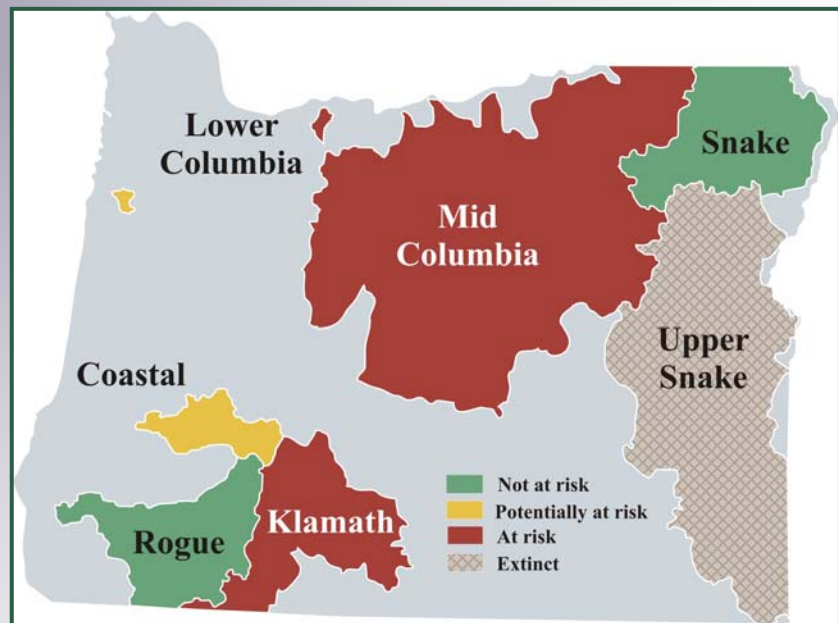 Lower
Columbia
Snake
Mid
Columbia
Upper
Snake
Coastal
Rogue
Klamath
Not at risk
Potentially at risk
At risk
Extinct